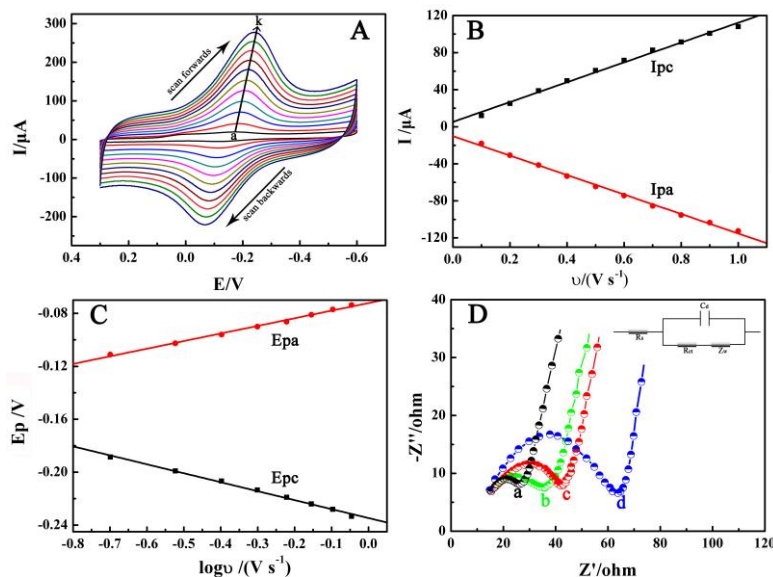 A
scan forwards
k
a
scan backwards
I/μA
300
200
100
0
-100
-200
0.4
0.2
0.0
-0.2
-0.4
-0.6
E/V
B
Ipc
Ipa
I /μA
120
80
40
0
-40
-80
-120
0.0
0.2
0.4
0.6
0.8
1.0
υ/(V s⁻¹)
C
Epa
Epc
Ep /V
-0.08
-0.12
-0.16
-0.20
-0.24
-0.8
-0.7
-0.6
-0.5
-0.4
-0.3
-0.2
-0.1
0.0
logυ /(V s⁻¹)
D
Cd
Rs
Rct
Zw
a
b
c
d
-Z''/ohm
40
35
30
25
20
15
10
5
0
0
20
40
60
80
100
120
Z'/ohm